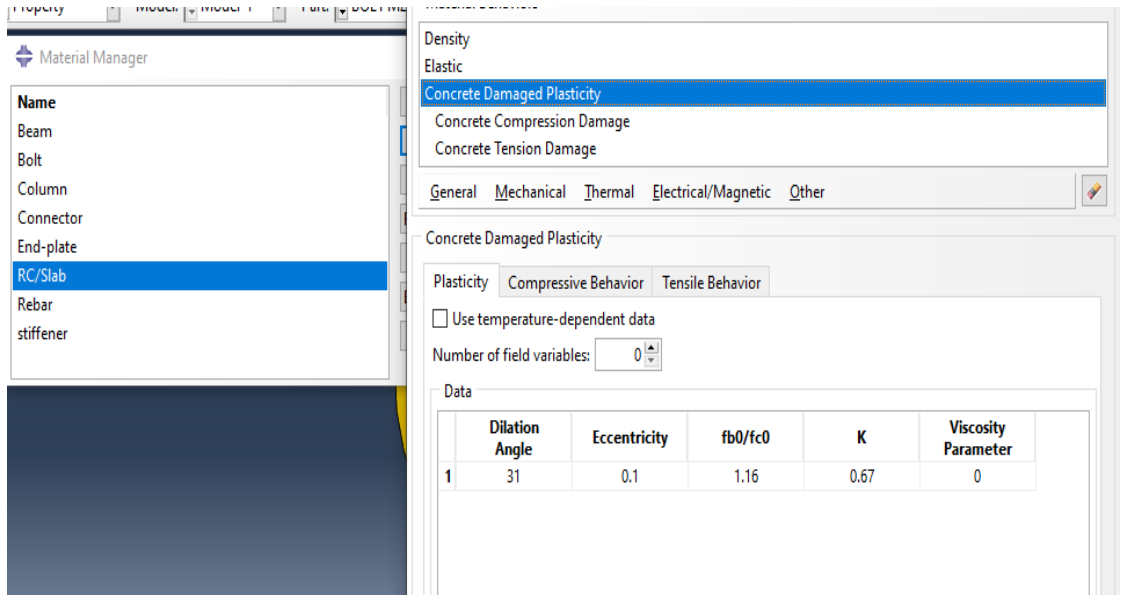 Material Manager
Name
Beam
Bolt
Column
Connector
End-plate
RC/Slab
Rebar
stiffener
Density
Elastic
Concrete Damaged Plasticity
Concrete Compression Damage
Concrete Tension Damage
General Mechanical Thermal Electrical/Magnetic Other
Concrete Damaged Plasticity
Plasticity Compressive Behavior Tensile Behavior
Use temperature-dependent data
Number of field variables: 0
Data
Dilation Angle Eccentricity fb0/fc0 K Viscosity Parameter
1 31 0.1 1.16 0.67 0